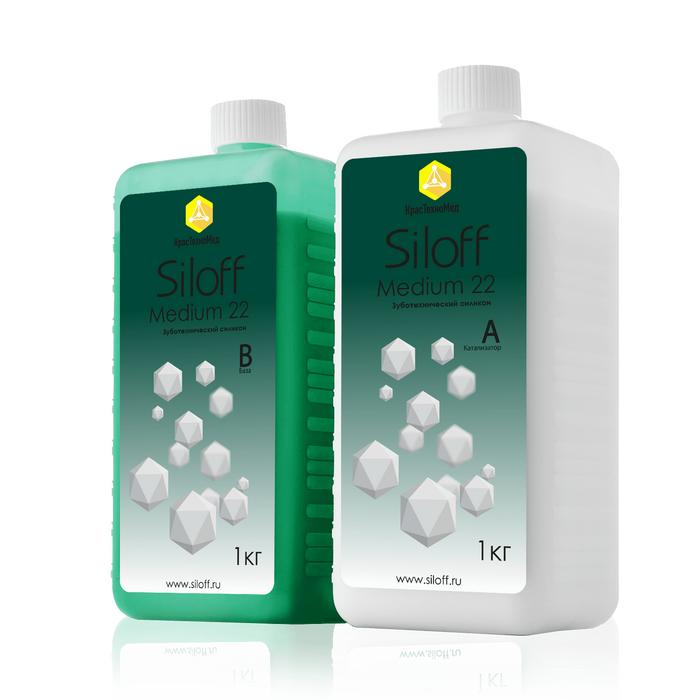 КрасТехноМед
Siloff
Medium 22
Зуботехнический силикон
B
База
1кг
www.siloff.ru
КрасТехноМед
Siloff
Medium 22
Зуботехнический силикон
A
Катализатор
1кг
www.siloff.ru